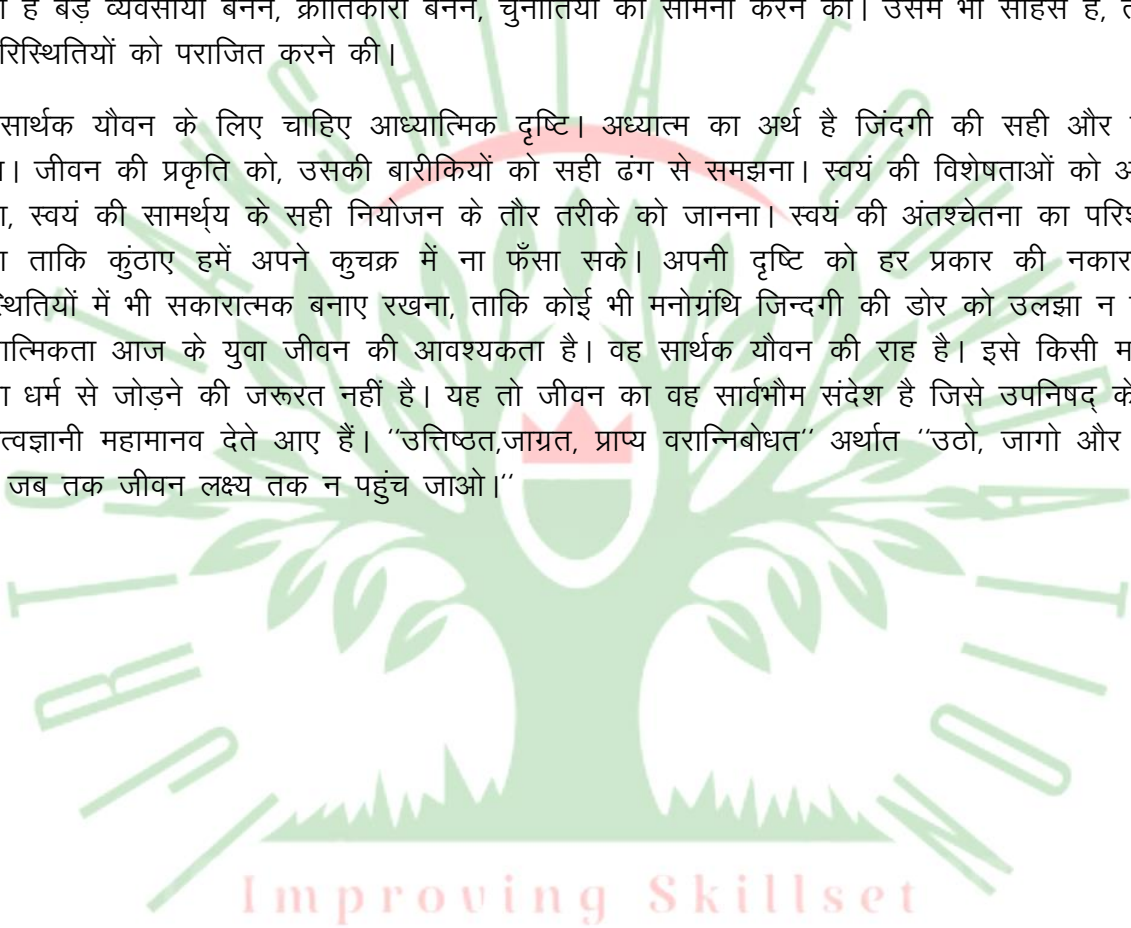 है बड़े व्यवसायी बनने, क्रांतिकारी बनने, चुनौतियों का सामना करने की। उसमें भी साहस है,
रिस्थितियों को पराजित करने की।
सार्थक यौवन के लिए चाहिए आध्यात्मिक दृष्टि। अध्यात्म का अर्थ है जिंदगी की सही और
। जीवन की प्रकृति को, उसकी बारीकियों को सही ढंग से समझना। स्वयं की विशेषताओं को
, स्वयं की सामर्थ्य के सही नियोजन के तौर तरीके को जानना। स्वयं की अंतश्चेतना का
ताकि कुंठाए हमें अपने कुचक्र में ना फँसा सके। अपनी दृष्टि को हर प्रकार की नकार
स्थितियों में भी सकारात्मक बनाए रखना, ताकि कोई भी मनोग्रंथि जिन्दगी की डोर को उलझा न
ात्मिकता आज के युवा जीवन की आवश्यकता है। वह सार्थक यौवन की राह है। इसे किसी
धर्म से जोड़ने की जरूरत नहीं है। यह तो जीवन का वह सार्वभौम संदेश है जिसे उपनिषद् के
त्वज्ञानी महामानव देते आए हैं। ‘‘उत्तिष्ठत,जाग्रत, प्राप्य वरान्निबोधत’’ अर्थात ‘‘उठो, जागो और
जब तक जीवन लक्ष्य तक न पहुंच जाओ।’’
Improving Skillset